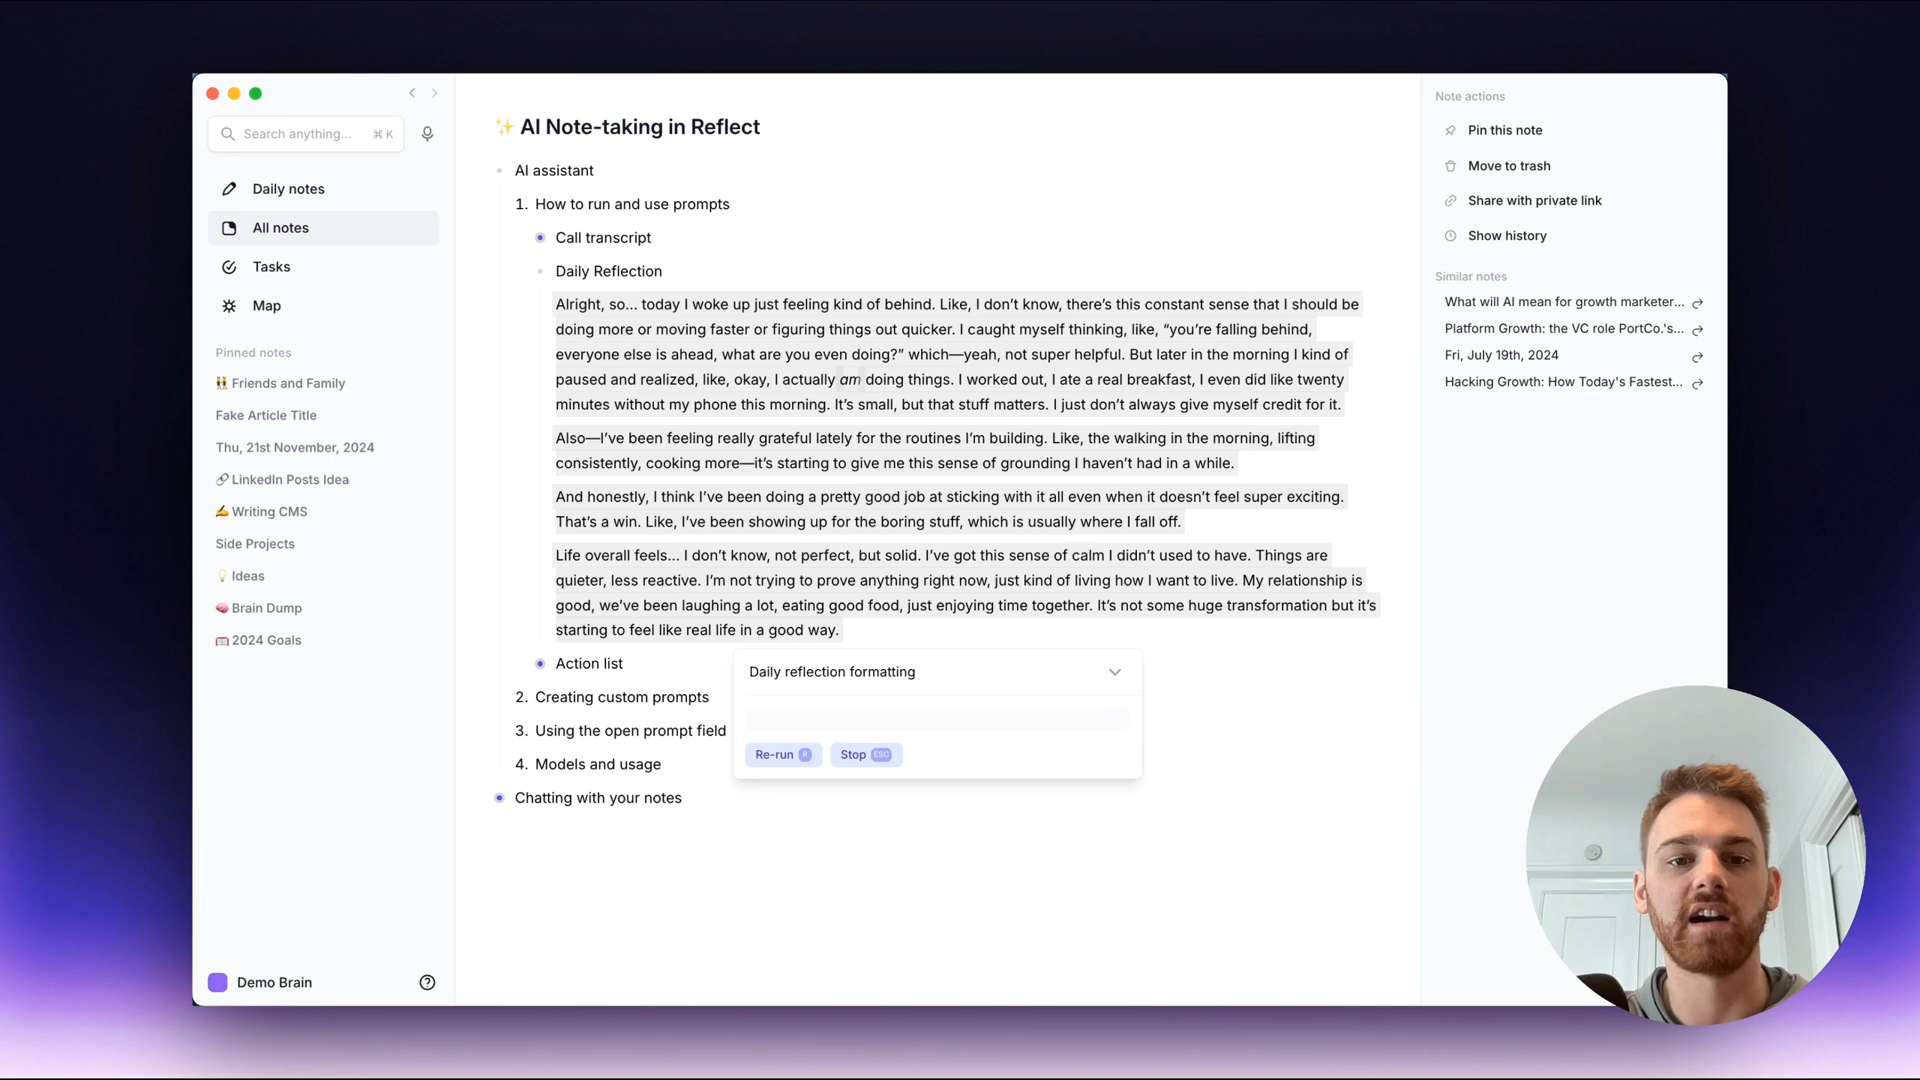 Search anything...
⌘ K
Daily notes
All notes
Tasks
Map
Pinned notes
👯 Friends and Family
Fake Article Title
Thu, 21st November, 2024
🔗 LinkedIn Posts Idea
✍️ Writing CMS
Side Projects
💡 Ideas
🧠 Brain Dump
📖 2024 Goals
Demo Brain
✨ AI Note-taking in Reflect
AI assistant
1. How to run and use prompts
Call transcript
Daily Reflection
Alright, so... today I woke up just feeling kind of behind. Like, I don’t know, there’s this constant sense that I should be
doing more or moving faster or figuring things out quicker. I caught myself thinking, like, “you’re falling behind,
everyone else is ahead, what are you even doing?” which—yeah, not super helpful. But later in the morning I kind of
paused and realized, like, okay, I actually am doing things. I worked out, I ate a real breakfast, I even did like twenty
minutes without my phone this morning. It’s small, but that stuff matters. I just don’t always give myself credit for it.
Also—I’ve been feeling really grateful lately for the routines I’m building. Like, the walking in the morning, lifting
consistently, cooking more—it’s starting to give me this sense of grounding I haven’t had in a while.
And honestly, I think I’ve been doing a pretty good job at sticking with it all even when it doesn’t feel super exciting.
That’s a win. Like, I’ve been showing up for the boring stuff, which is usually where I fall off.
Life overall feels... I don’t know, not perfect, but solid. I’ve got this sense of calm I didn’t used to have. Things are
quieter, less reactive. I’m not trying to prove anything right now, just kind of living how I want to live. My relationship is
good, we’ve been laughing a lot, eating good food, just enjoying time together. It’s not some huge transformation but it’s
starting to feel like real life in a good way.
Action list
2. Creating custom prompts
3. Using the open prompt field
4. Models and usage
Chatting with your notes
Daily reflection formatting
Re-run R
Stop ESC
Note actions
Pin this note
Move to trash
Share with private link
Show history
Similar notes
What will AI mean for growth marketer...
Platform Growth: the VC role PortCo.'s...
Fri, July 19th, 2024
Hacking Growth: How Today's Fastest...